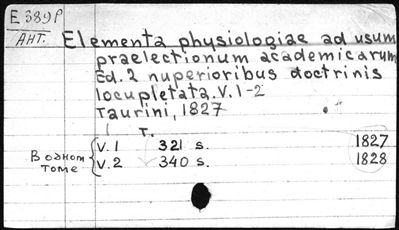 E 389р
Ант.
Elementa physiologiae ad usum
praelectionum academicarum
Ed. 2 nuperioribus doctrinis
locupletata. V. 1-2
Taurini, 1827
Т.
V. 1 321 s. 1827
V. 2 340 s. 1828
В одном
томе